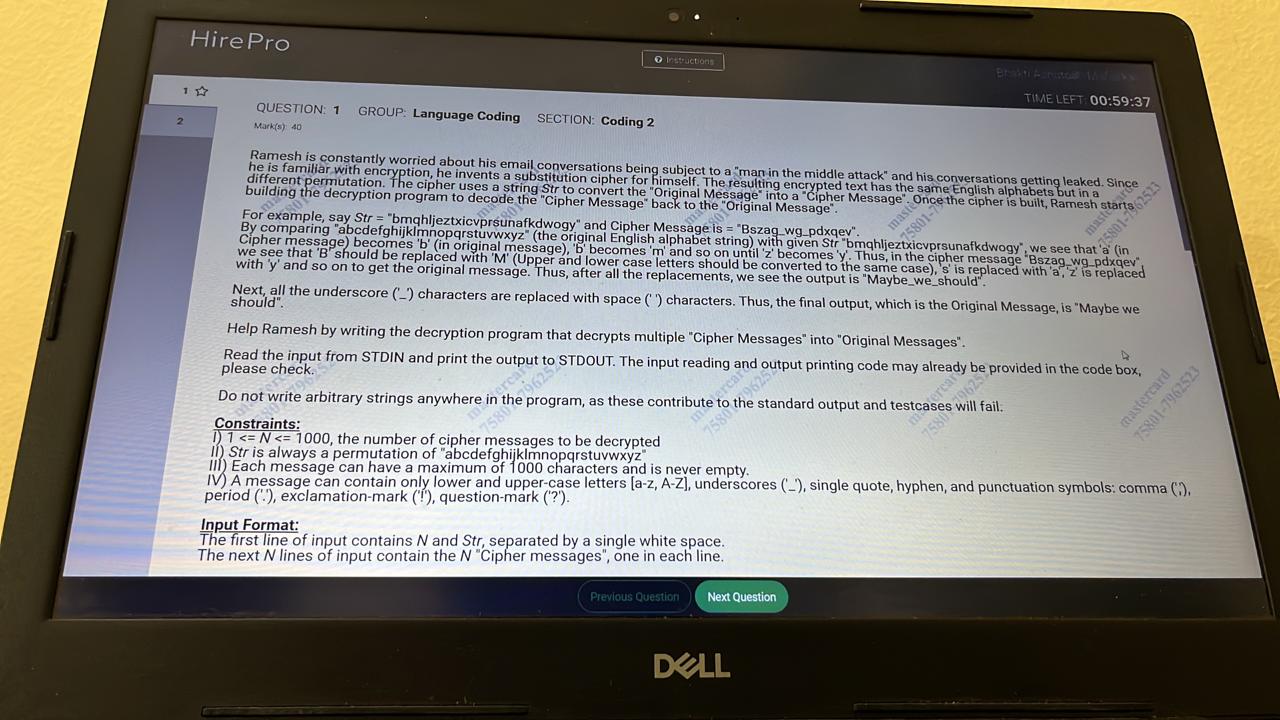 HirePro
Instructions
TIME LEFT: 00:59:37
1
2
QUESTION: 1 GROUP: Language Coding SECTION: Coding 2
Mark(s): 40
Ramesh is constantly worried about his email conversations being subject to a "man in the middle attack" and his conversations getting leaked. Since
he is familiar with encryption, he invents a substitution cipher for himself. The resulting encrypted text has the same English alphabets but in a
different permutation. The cipher uses a string Str to convert the "Original Message" into a "Cipher Message". Once the cipher is built, Ramesh starts
building the decryption program to decode the "Cipher Message" back to the "Original Message".
For example, say Str = "bmqhljeztxicvprsunafkdwogy" and Cipher Message is = "Bszag_wg_pdxqev".
By comparing "abcdefghijklmnopqrstuvwxyz" (the original English alphabet string) with given Str "bmqhljeztxicvprsunafkdwogy", we see that 'a' (in
Cipher message) becomes 'b' (in original message), 'b' becomes 'm' and so on until 'z' becomes 'y'. Thus, in the cipher message "Bszag_wg_pdxqev",
we see that 'B' should be replaced with 'M' (Upper and lower case letters should be converted to the same case), 's' is replaced with 'a', 'z' is replaced
with 'y' and so on to get the original message. Thus, after all the replacements, we see the output is "Maybe_we_should".
Next, all the underscore ('_') characters are replaced with space (' ') characters. Thus, the final output, which is the Original Message, is "Maybe we
should".
Help Ramesh by writing the decryption program that decrypts multiple "Cipher Messages" into "Original Messages".
Read the input from STDIN and print the output to STDOUT. The input reading and output printing code may already be provided in the code box,
please check.
Do not write arbitrary strings anywhere in the program, as these contribute to the standard output and testcases will fail.
Constraints:
I) 1 <= N <= 1000, the number of cipher messages to be decrypted
II) Str is always a permutation of "abcdefghijklmnopqrstuvwxyz"
III) Each message can have a maximum of 1000 characters and is never empty.
IV) A message can contain only lower and upper-case letters [a-z, A-Z], underscores ('_'), single quote, hyphen, and punctuation symbols: comma (','),
period ('.'), exclamation-mark ('!'), question-mark ('?').
Input Format:
The first line of input contains N and Str, separated by a single white space.
The next N lines of input contain the N "Cipher messages", one in each line.
Previous Question
Next Question
DELL